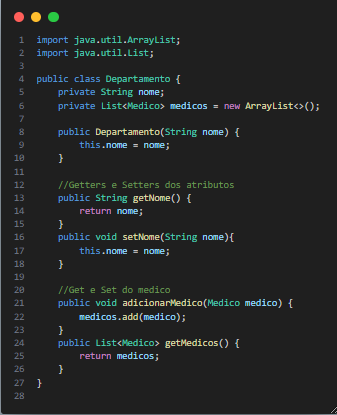 1 import java.util.ArrayList;
2 import java.util.List;
3
4 public class Departamento {
5     private String nome;
6     private List<Medico> medicos = new ArrayList<>();
7
8     public Departamento(String nome) {
9         this.nome = nome;
10     }
11
12     //Getters e Setters dos atributos
13     public String getNome() {
14         return nome;
15     }
16     public void setNome(String nome){
17         this.nome = nome;
18     }
19
20     //Get e Set do medico
21     public void adicionarMedico(Medico medico) {
22         medicos.add(medico);
23     }
24     public List<Medico> getMedicos() {
25         return medicos;
26     }
27 }
28